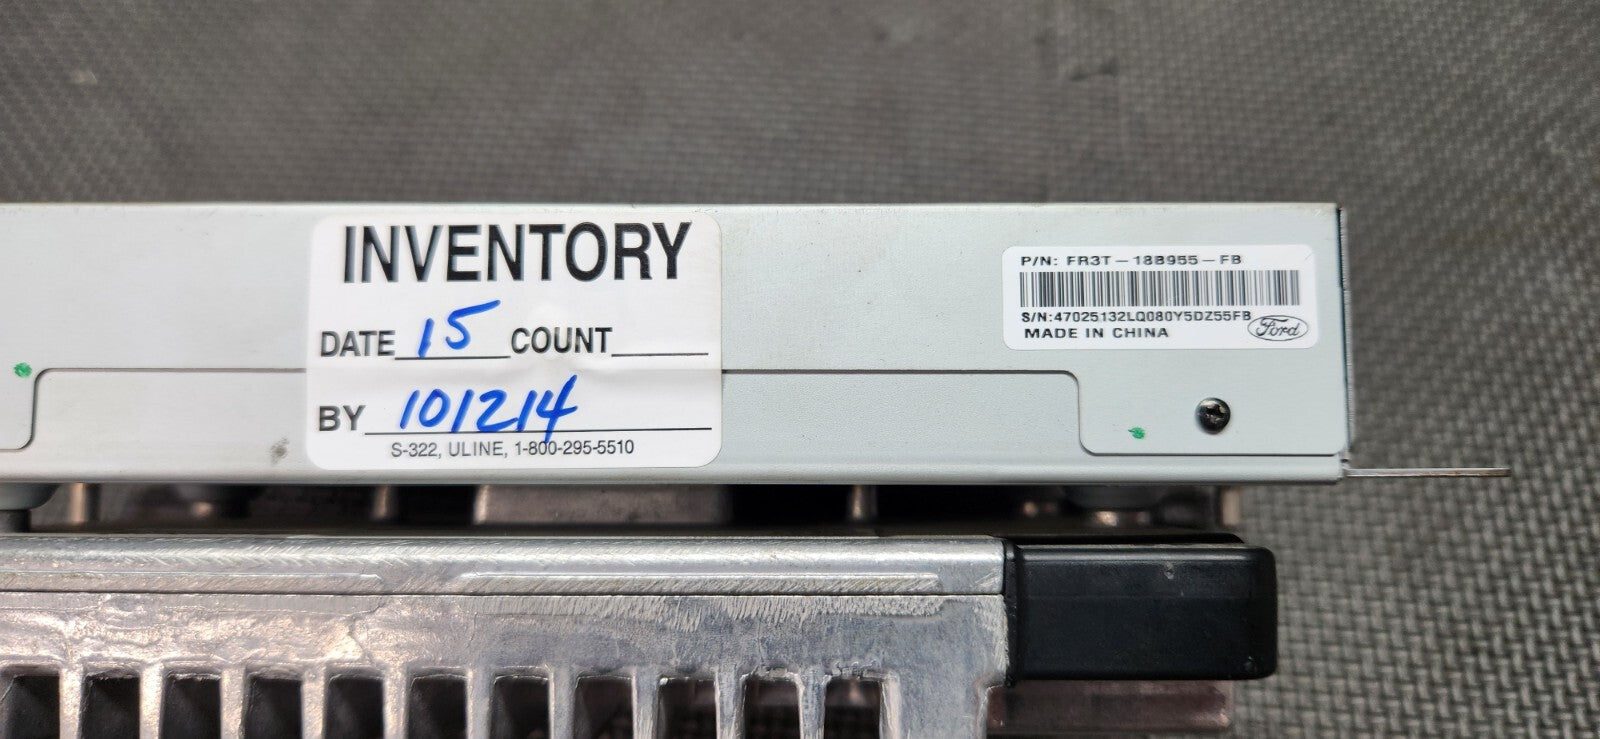 INVENTORY
DATE 15 COUNT
BY 101214
S-322, ULINE, 1-800-295-5510
P/N: FR3T-18B955-FB
S/N:47025132LQ080Y5DZ55FB
MADE IN CHINA
Ford